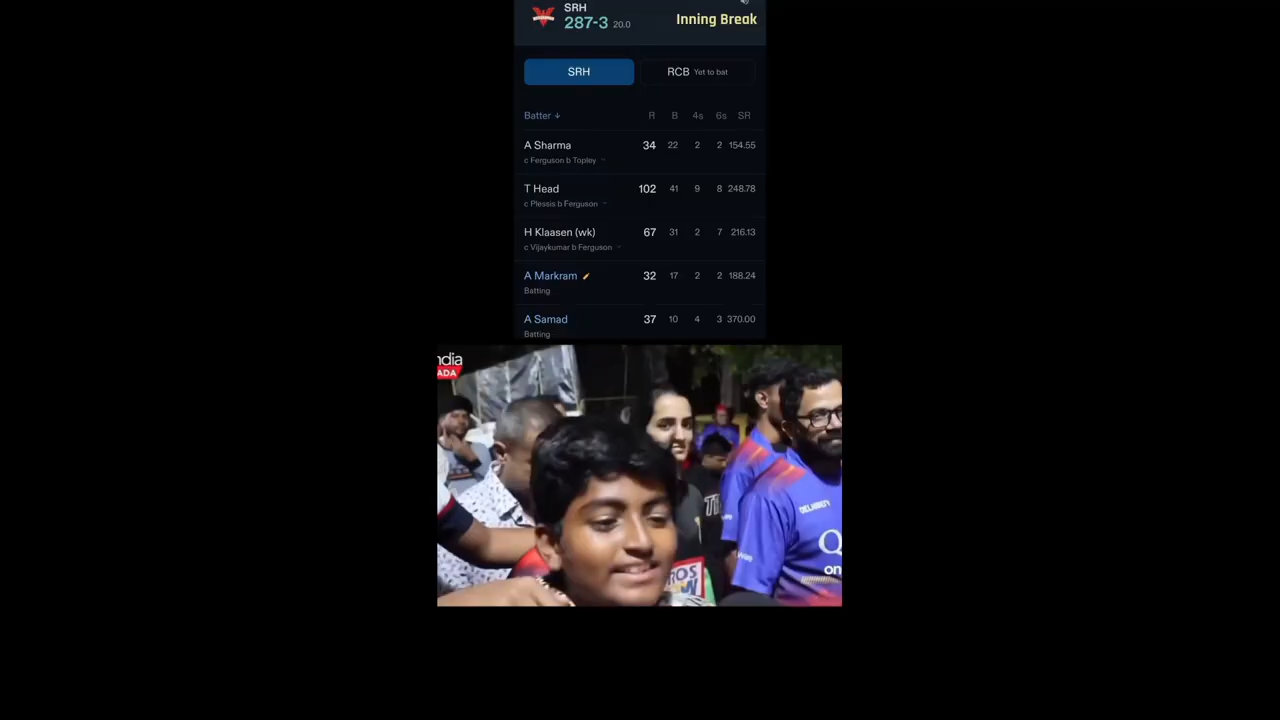 SRH
287-3 20.0
Inning Break
SRH
RCB Yet to bat
Batter ↓ R B 4s 6s SR
A Sharma 34 22 2 2 154.55
c Ferguson b Topley
T Head 102 41 9 8 248.78
c Plessis b Ferguson
H Klaasen (wk) 67 31 2 7 216.13
c Vijaykumar b Ferguson
A Markram 32 17 2 2 188.24
Batting
A Samad 37 10 4 3 370.00
Batting
ndia
ADA